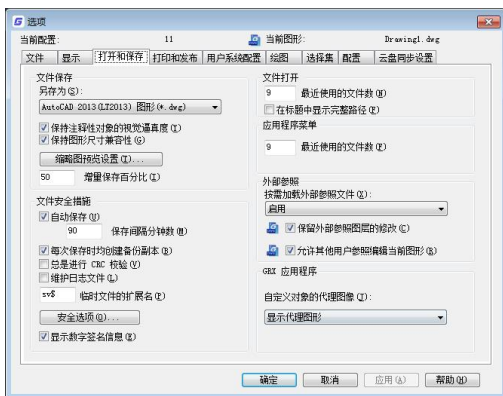 选项
当前配置: 11 当前图形: Drawing1.dwg
文件 显示 打开和保存 打印和发布 用户系统配置 绘图 选择集 配置 云盘同步设置
文件保存
另存为(S):
AutoCAD 2013(LT2013) 图形(*.dwg)
保持注释性对象的视觉逼真度(I)
保持图形尺寸兼容性(G)
缩略图预览设置(T)...
50 增量保存百分比(I)
文件安全措施
自动保存(U)
90 保存间隔分钟数(M)
每次保存时均创建备份副本(B)
总是进行 CRC 校验(V)
维护日志文件(L)
sv$ 临时文件的扩展名(P)
安全选项(O)...
显示数字签名信息(E)
文件打开
9 最近使用的文件数(N)
在标题中显示完整路径(F)
应用程序菜单
9 最近使用的文件数(F)
外部参照
按需加载外部参照文件(X):
启用
保留外部参照图层的修改(C)
允许其他用户参照编辑当前图形(R)
GRX 应用程序
自定义对象的代理图像(J):
显示代理图形
确定 取消 应用(A) 帮助(H)